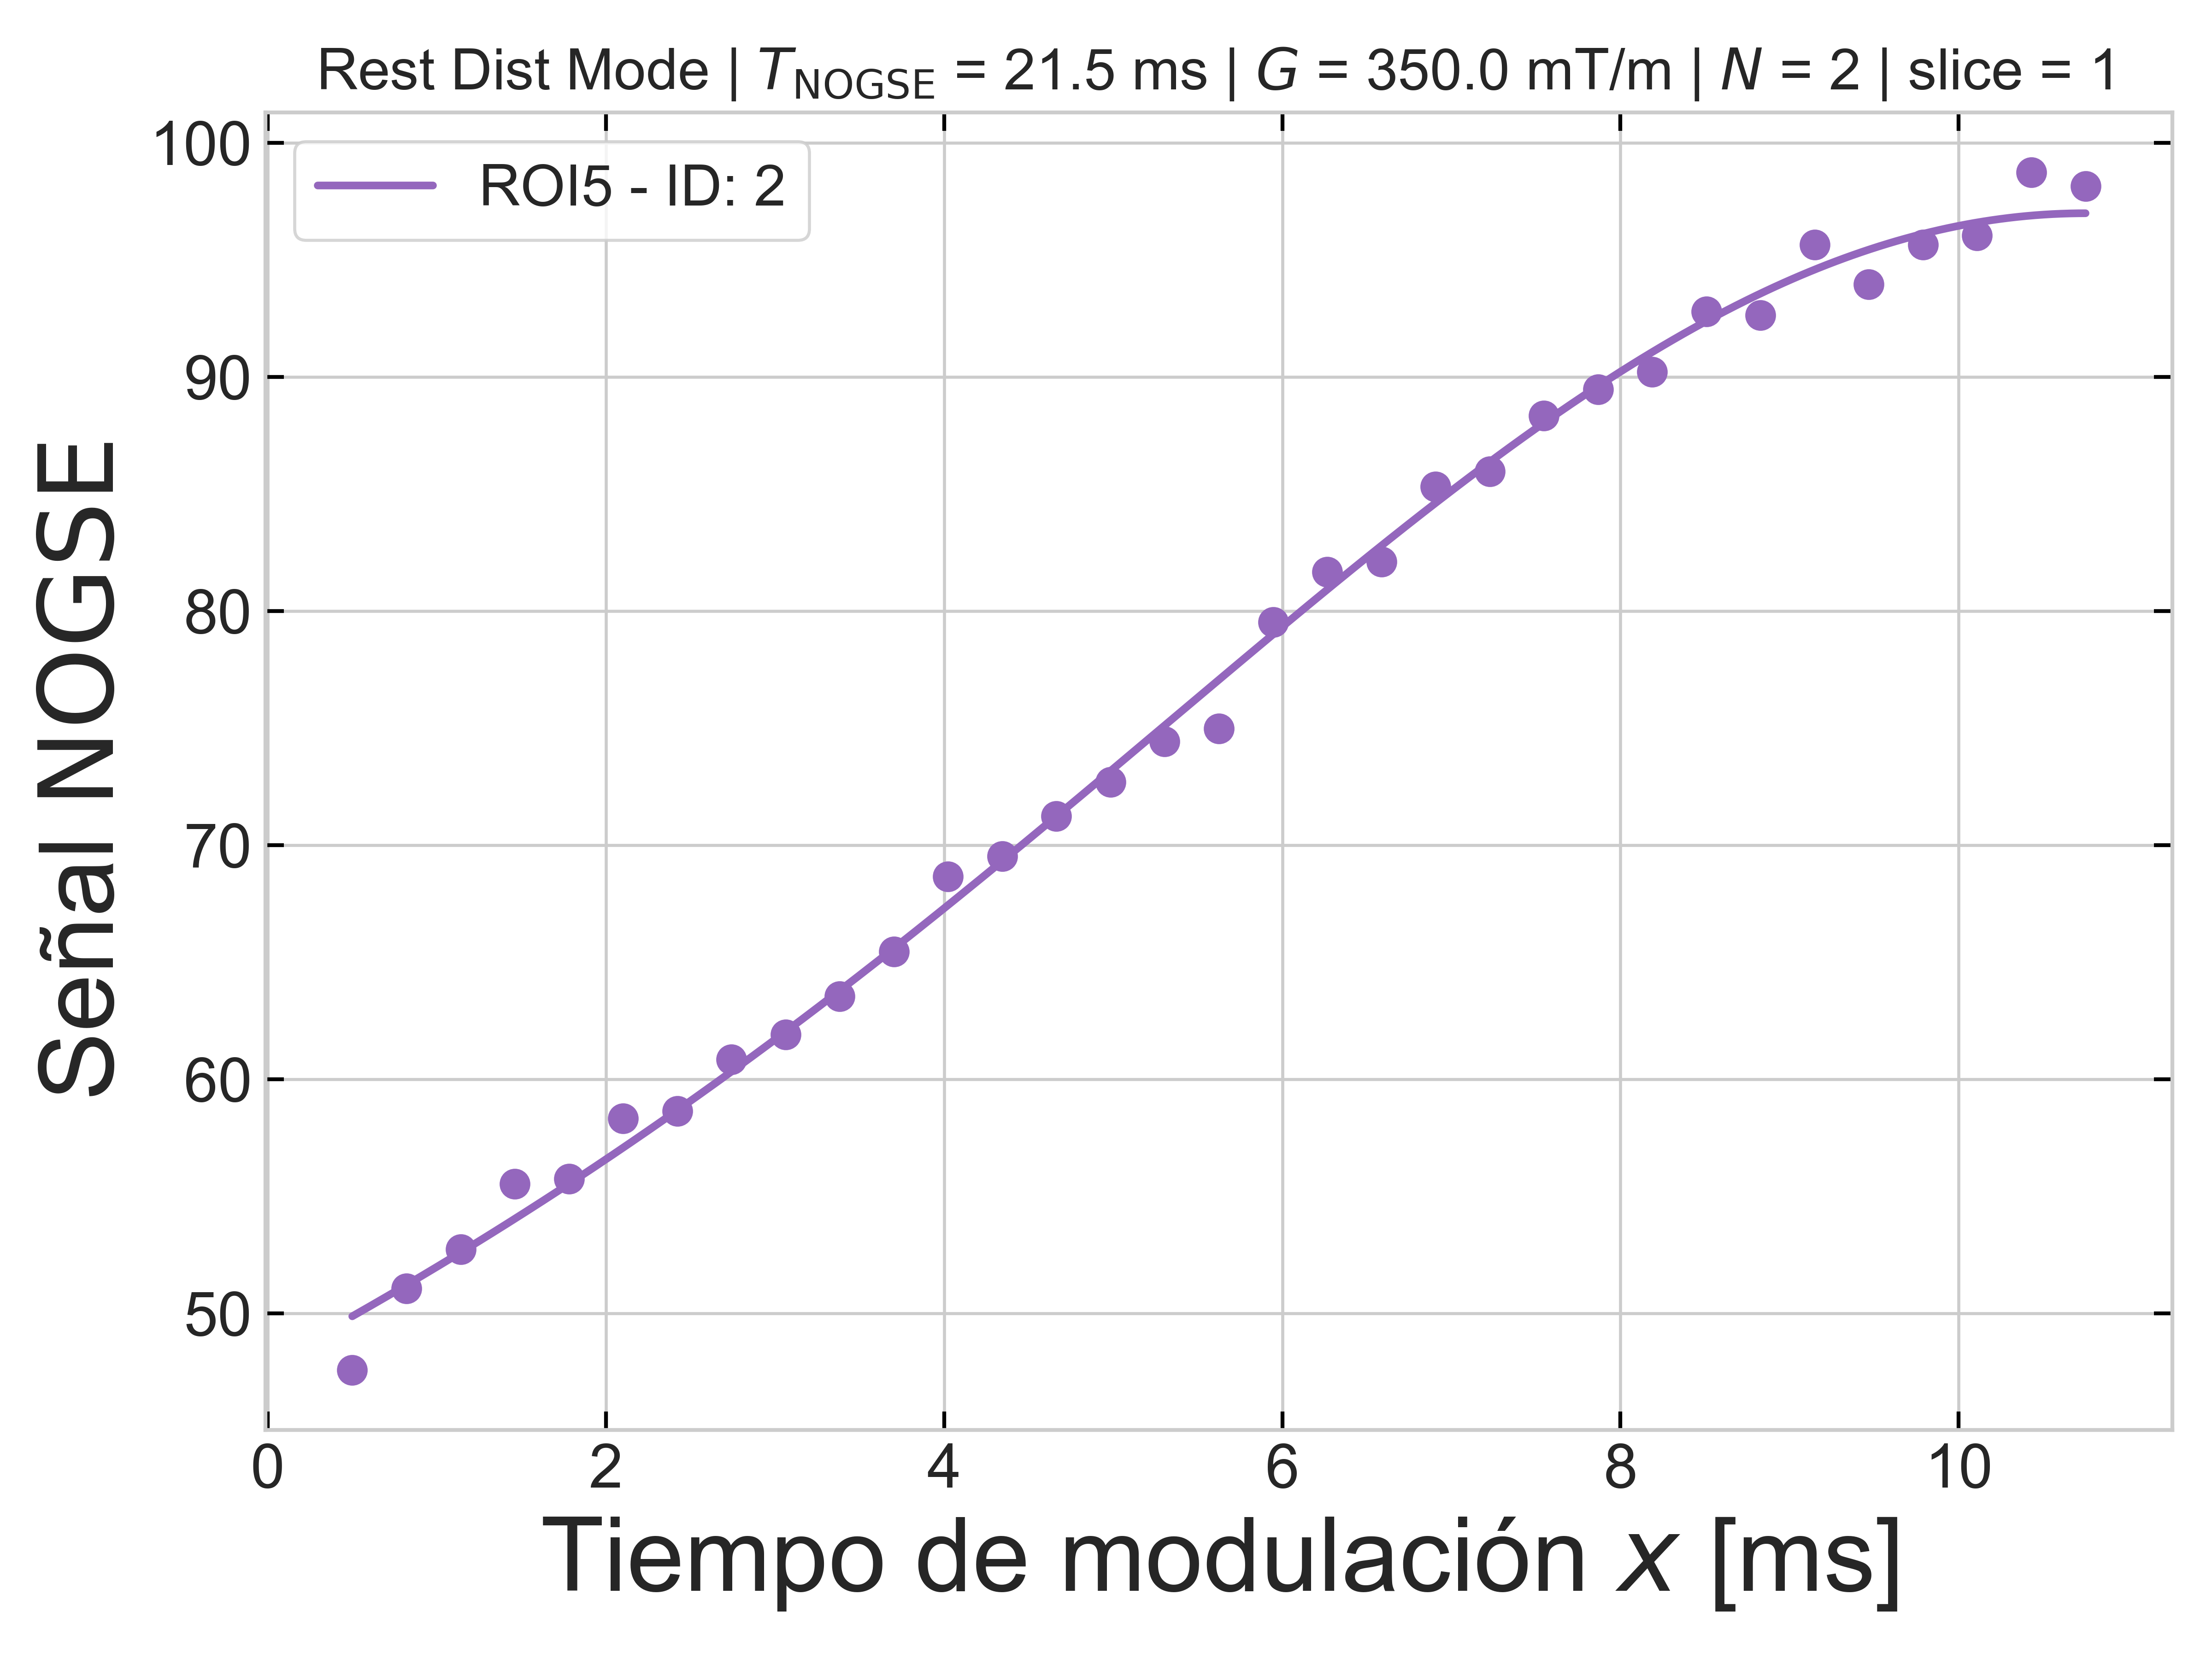 Rest Dist Mode | T_NOGSE = 21.5 ms | G = 350.0 mT/m | N = 2 | slice = 1
ROI5 - ID: 2
Señal NOGSE
100
90
80
70
60
50
0 2 4 6 8 10
Tiempo de modulación x [ms]